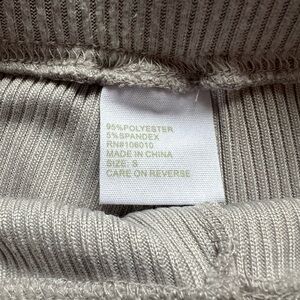 95%POLYESTER
5%SPANDEX
RN#106010
MADE IN CHINA
SIZE: S
CARE ON REVERSE